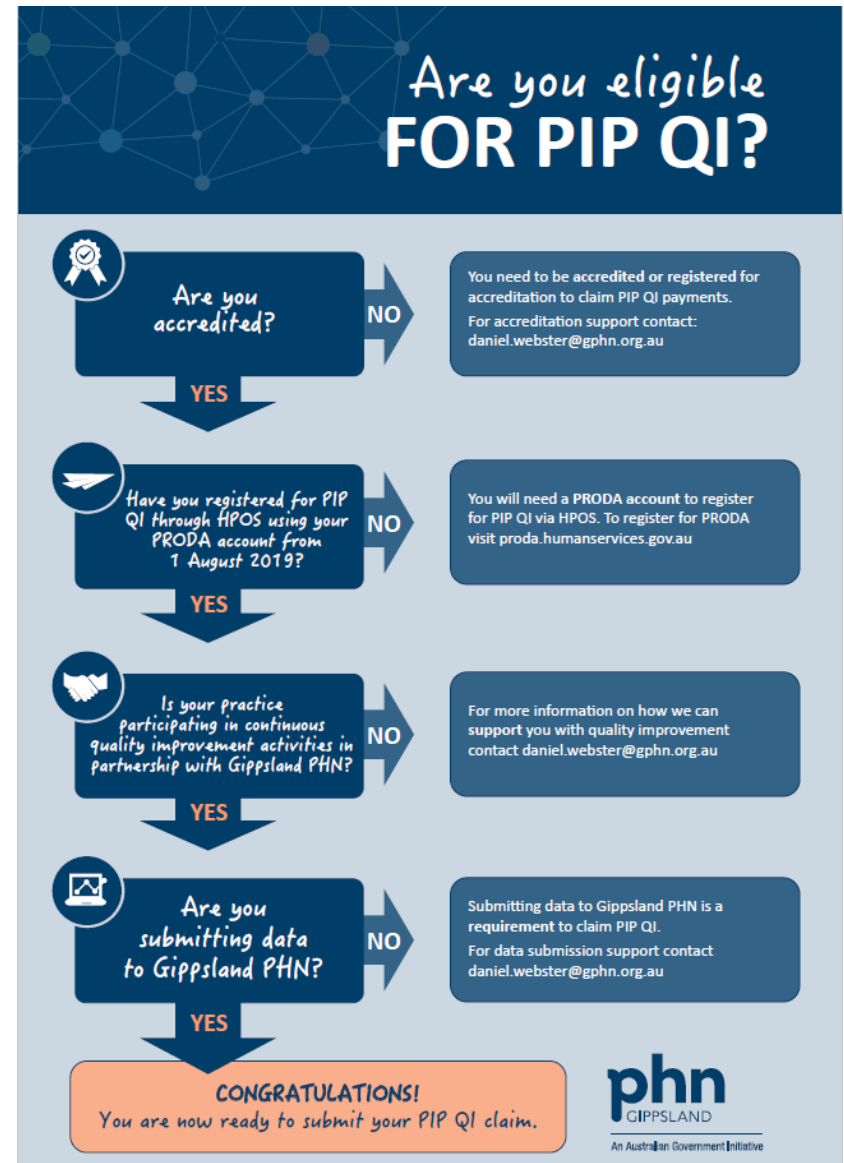 Are you eligible
FOR PIP QI?
Are you
accredited?
NO
You need to be accredited or registered for
accreditation to claim PIP QI payments.
For accreditation support contact:
daniel.webster@gphn.org.au
YES
Have you registered for PIP
QI through HPOS using your
PRODA account from
1 August 2019?
NO
You will need a PRODA account to register
for PIP QI via HPOS. To register for PRODA
visit proda.humanservices.gov.au
YES
Is your practice
participating in continuous
quality improvement activities in
partnership with Gippsland PHN?
NO
For more information on how we can
support you with quality improvement
contact daniel.webster@gphn.org.au
YES
Are you
submitting data
to Gippsland PHN?
NO
Submitting data to Gippsland PHN is a
requirement to claim PIP QI.
For data submission support contact
daniel.webster@gphn.org.au
YES
CONGRATULATIONS!
You are now ready to submit your PIP QI claim.
phn
GIPPSLAND
An Australian Government Initiative